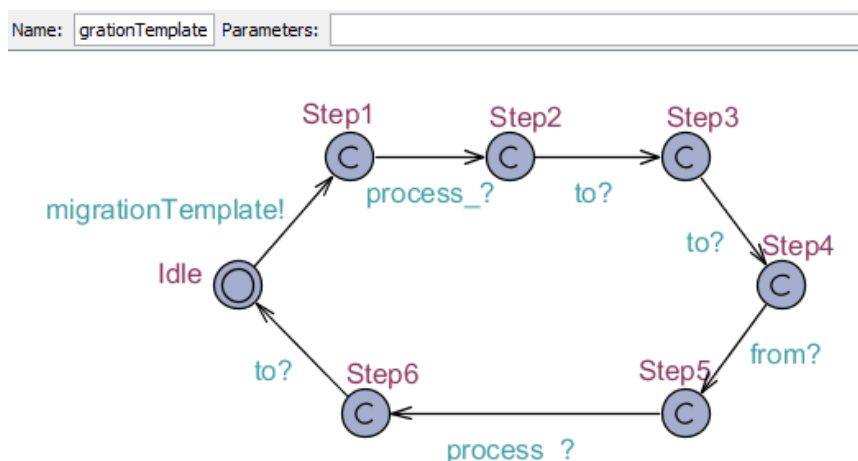 Name: grationTemplate Parameters:
Step1
Step2
Step3
process_?
to?
migrationTemplate!
to?
Step4
Idle
from?
to?
Step6
Step5
process_?